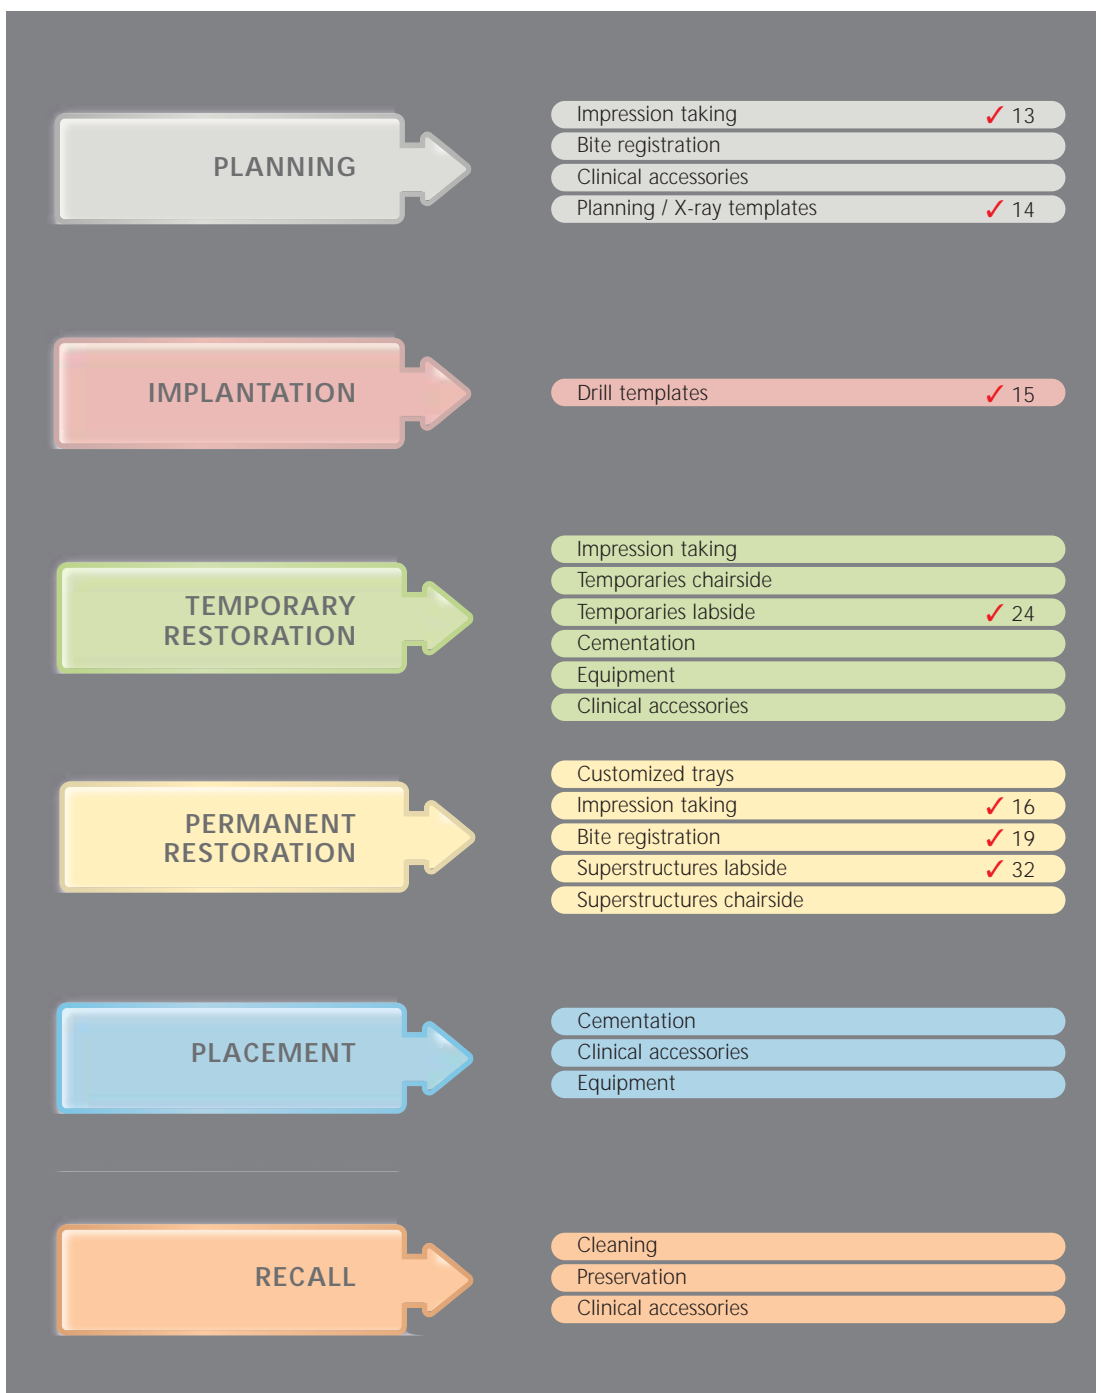 PLANNING
Impression taking ✓ 13
Bite registration
Clinical accessories
Planning / X-ray templates ✓ 14
IMPLANTATION
Drill templates ✓ 15
TEMPORARY
RESTORATION
Impression taking
Temporaries chairside
Temporaries labside ✓ 24
Cementation
Equipment
Clinical accessories
PERMANENT
RESTORATION
Customized trays
Impression taking ✓ 16
Bite registration ✓ 19
Superstructures labside ✓ 32
Superstructures chairside
PLACEMENT
Cementation
Clinical accessories
Equipment
RECALL
Cleaning
Preservation
Clinical accessories